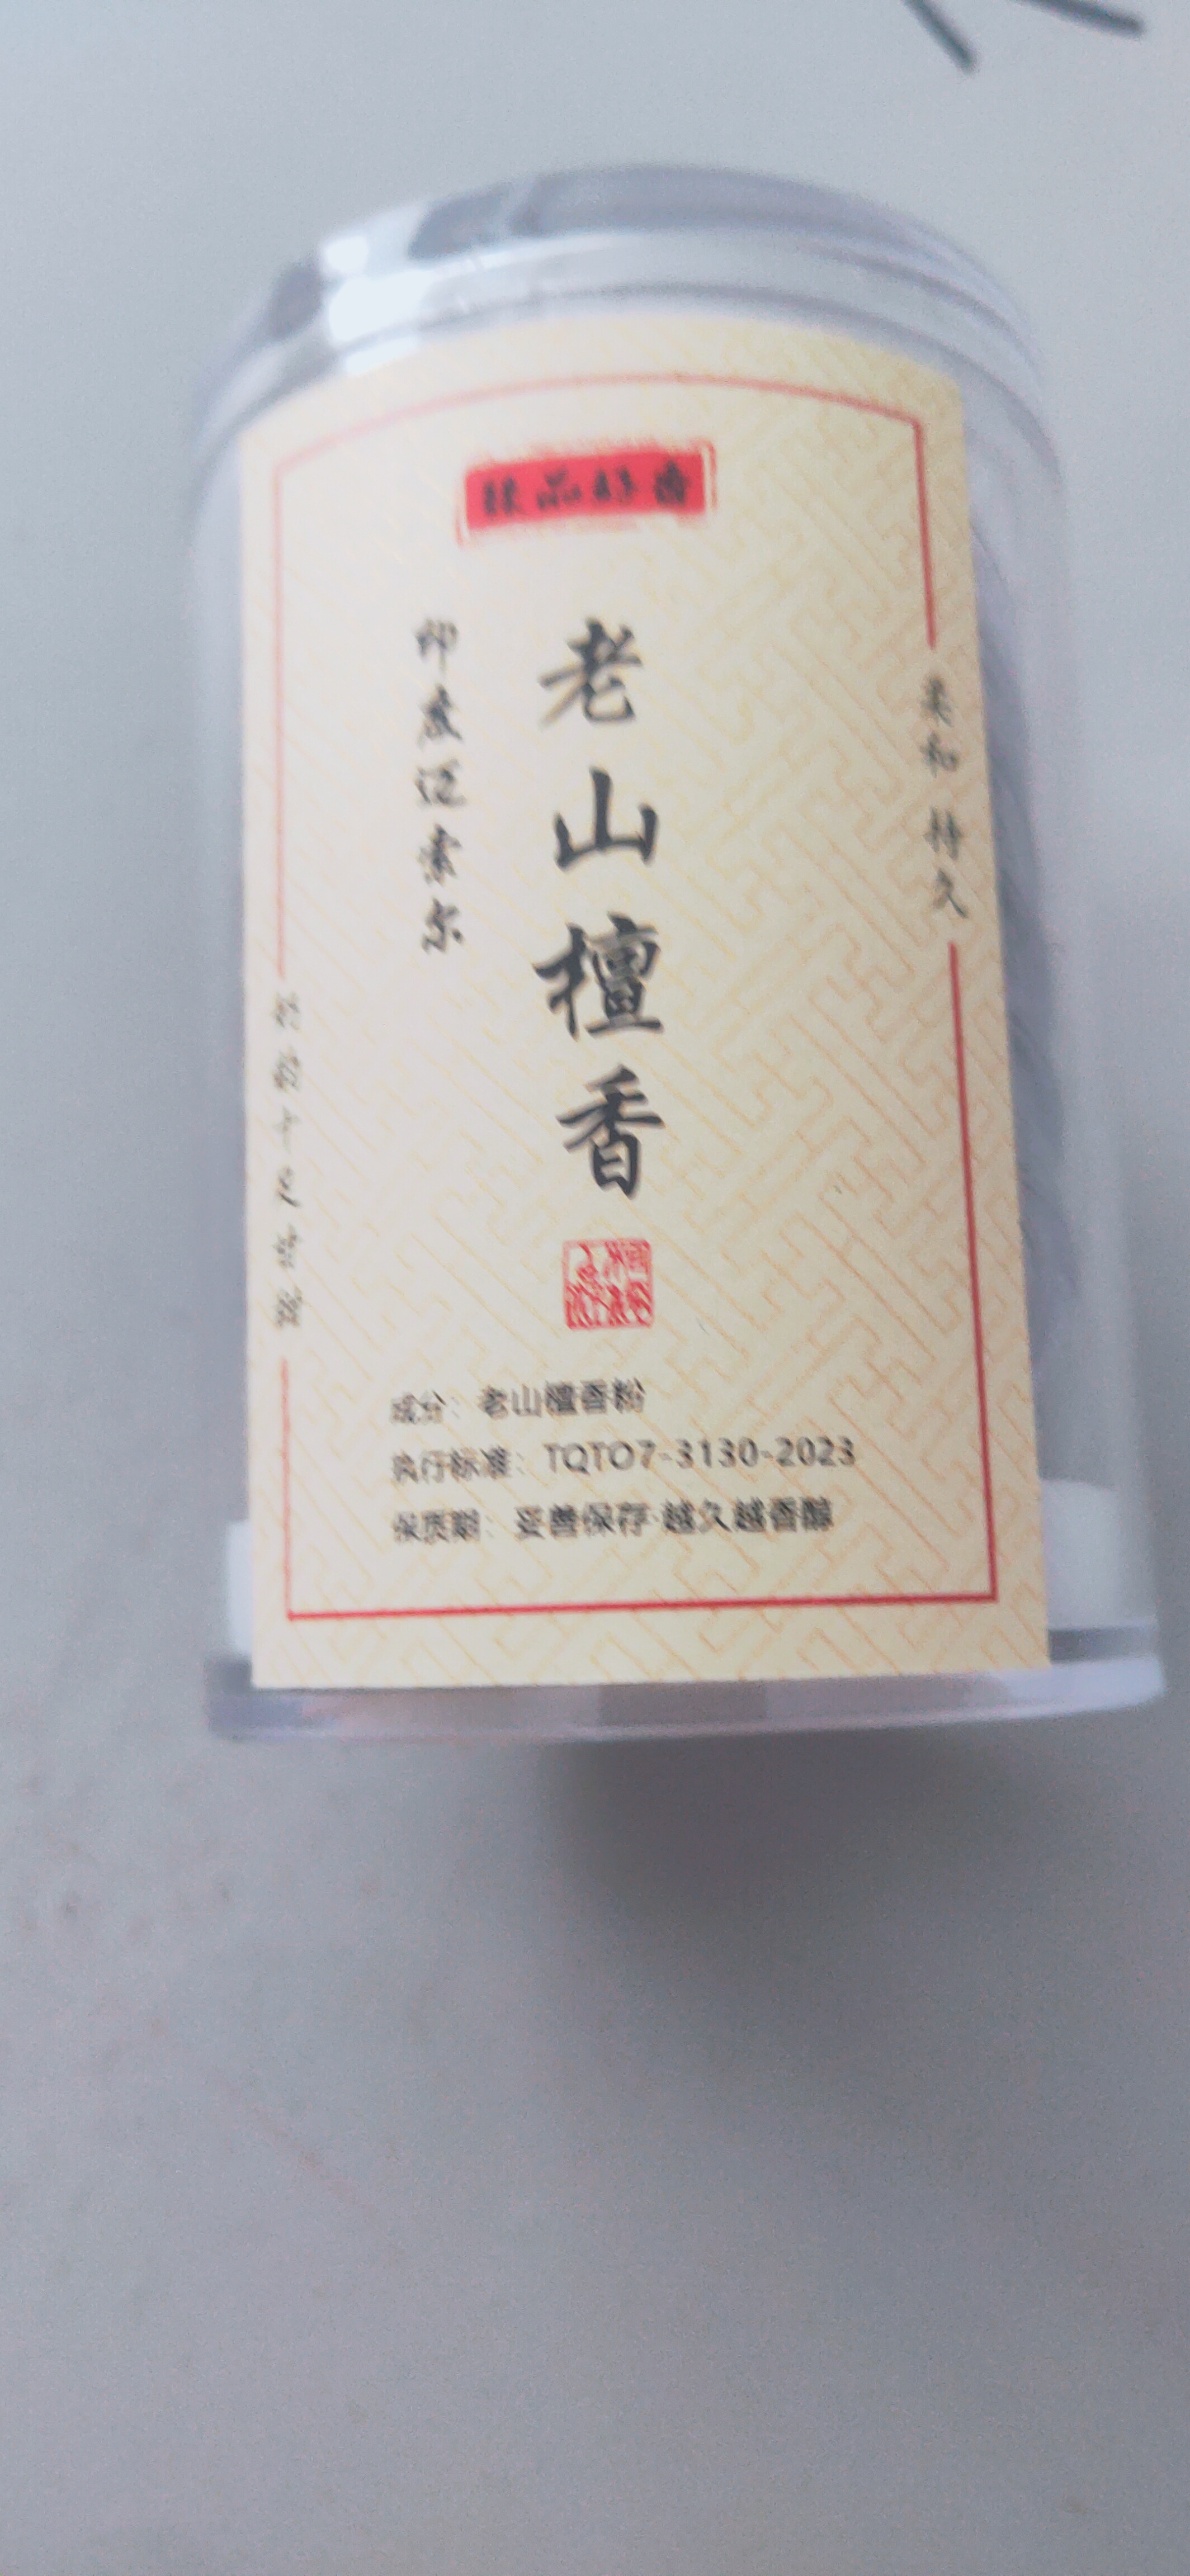 臻品好香
老山檀香
印度迈索尔
柔和 持久
成分：老山檀香粉
执行标准：TQTO7-3130-2023
保质期：妥善保存·越久越香醇